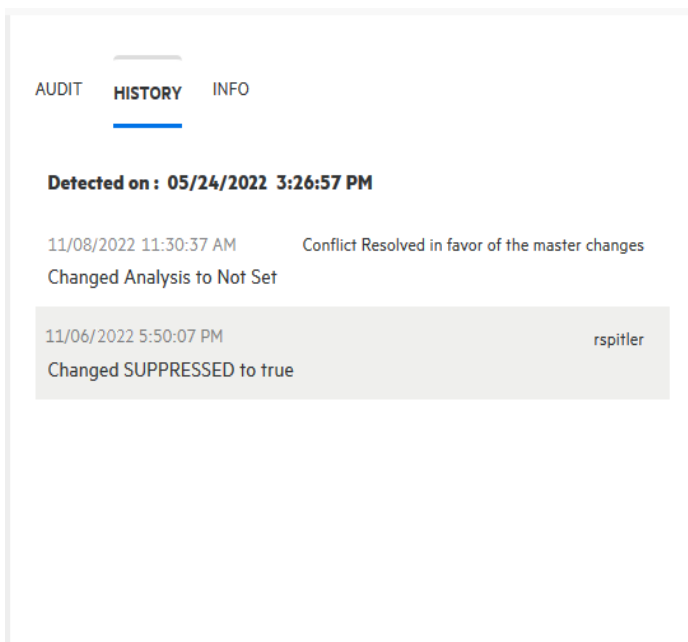 AUDIT HISTORY INFO
Detected on : 05/24/2022 3:26:57 PM
11/08/2022 11:30:37 AM Conflict Resolved in favor of the master changes
Changed Analysis to Not Set
11/06/2022 5:50:07 PM rspitler
Changed SUPPRESSED to true